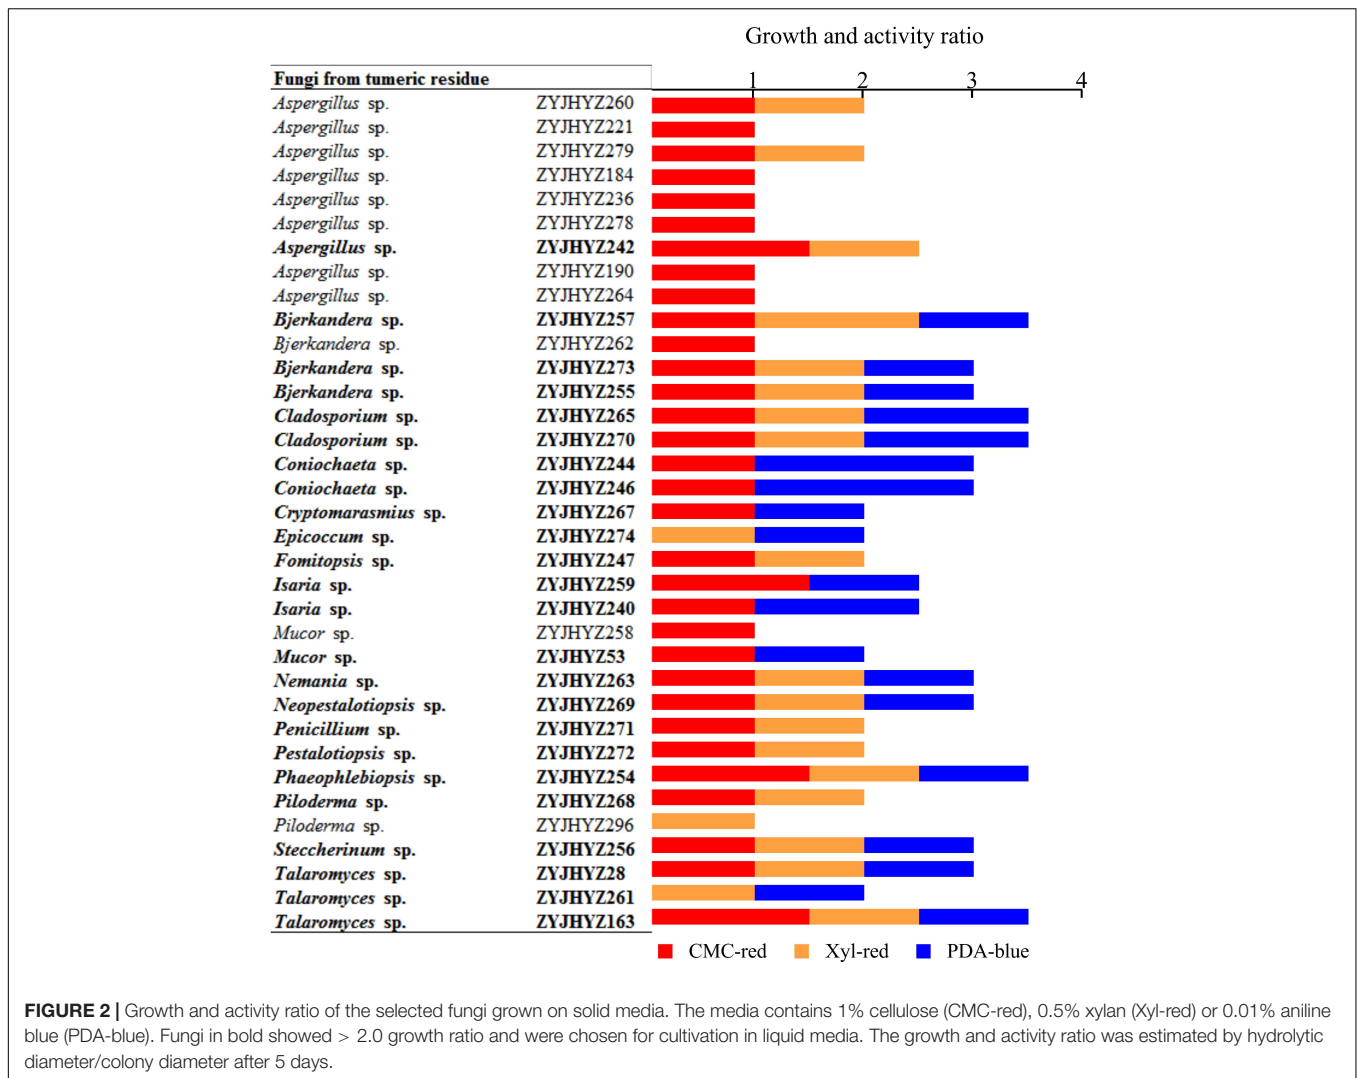 Growth and activity ratio
Fungi from tumeric residue
1 2 3 4
Aspergillus sp. ZYJHYZ260
Aspergillus sp. ZYJHYZ221
Aspergillus sp. ZYJHYZ279
Aspergillus sp. ZYJHYZ184
Aspergillus sp. ZYJHYZ236
Aspergillus sp. ZYJHYZ278
Aspergillus sp. ZYJHYZ242
Aspergillus sp. ZYJHYZ190
Aspergillus sp. ZYJHYZ264
Bjerkandera sp. ZYJHYZ257
Bjerkandera sp. ZYJHYZ262
Bjerkandera sp. ZYJHYZ273
Bjerkandera sp. ZYJHYZ255
Cladosporium sp. ZYJHYZ265
Cladosporium sp. ZYJHYZ270
Coniochaeta sp. ZYJHYZ244
Coniochaeta sp. ZYJHYZ246
Cryptomarasmius sp. ZYJHYZ267
Epicoccum sp. ZYJHYZ274
Fomitopsis sp. ZYJHYZ247
Isaria sp. ZYJHYZ259
Isaria sp. ZYJHYZ240
Mucor sp. ZYJHYZ258
Mucor sp. ZYJHYZ53
Nemania sp. ZYJHYZ263
Neopestalotiopsis sp. ZYJHYZ269
Penicillium sp. ZYJHYZ271
Pestalotiopsis sp. ZYJHYZ272
Phaeophlebiopsis sp. ZYJHYZ254
Piloderma sp. ZYJHYZ268
Piloderma sp. ZYJHYZ296
Steccherinum sp. ZYJHYZ256
Talaromyces sp. ZYJHYZ28
Talaromyces sp. ZYJHYZ261
Talaromyces sp. ZYJHYZ163
CMC-red Xyl-red PDA-blue
FIGURE 2 | Growth and activity ratio of the selected fungi grown on solid media. The media contains 1% cellulose (CMC-red), 0.5% xylan (Xyl-red) or 0.01% aniline
blue (PDA-blue). Fungi in bold showed > 2.0 growth ratio and were chosen for cultivation in liquid media. The growth and activity ratio was estimated by hydrolytic
diameter/colony diameter after 5 days.